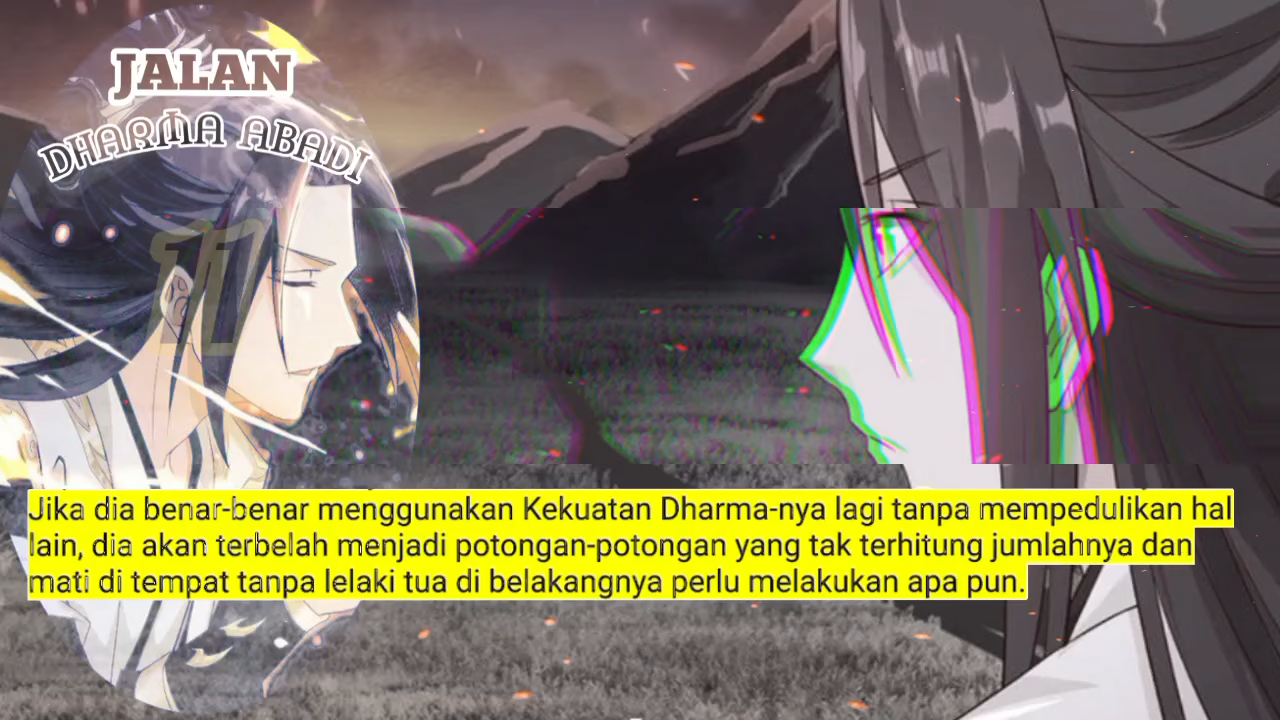 JALAN
DHARMA ABADI
Jika dia benar-benar menggunakan Kekuatan Dharma-nya lagi tanpa mempedulikan hal
lain, dia akan terbelah menjadi potongan-potongan yang tak terhitung jumlahnya dan
mati di tempat tanpa lelaki tua di belakangnya perlu melakukan apa pun.